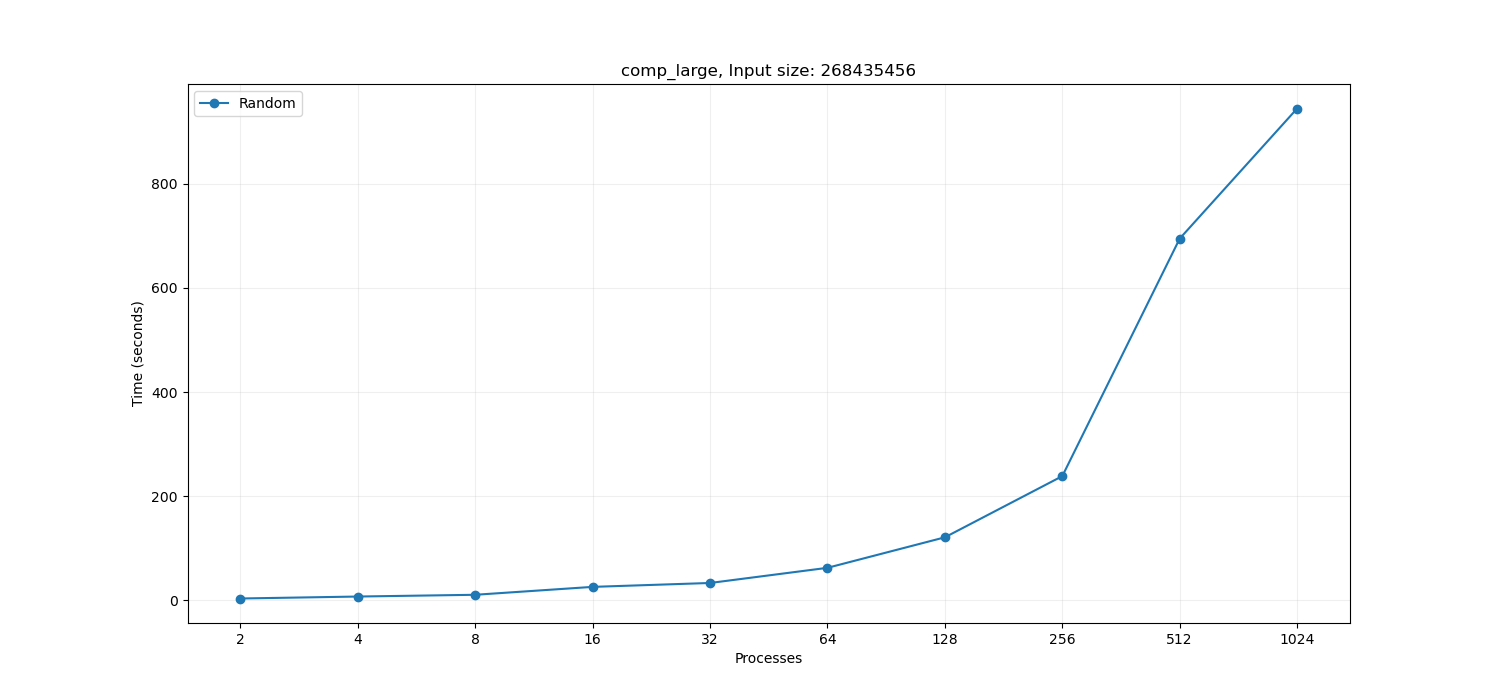 comp_large, Input size: 268435456
Random
Time (seconds)
800
600
400
200
0
2 4 8 16 32 64 128 256 512 1024
Processes